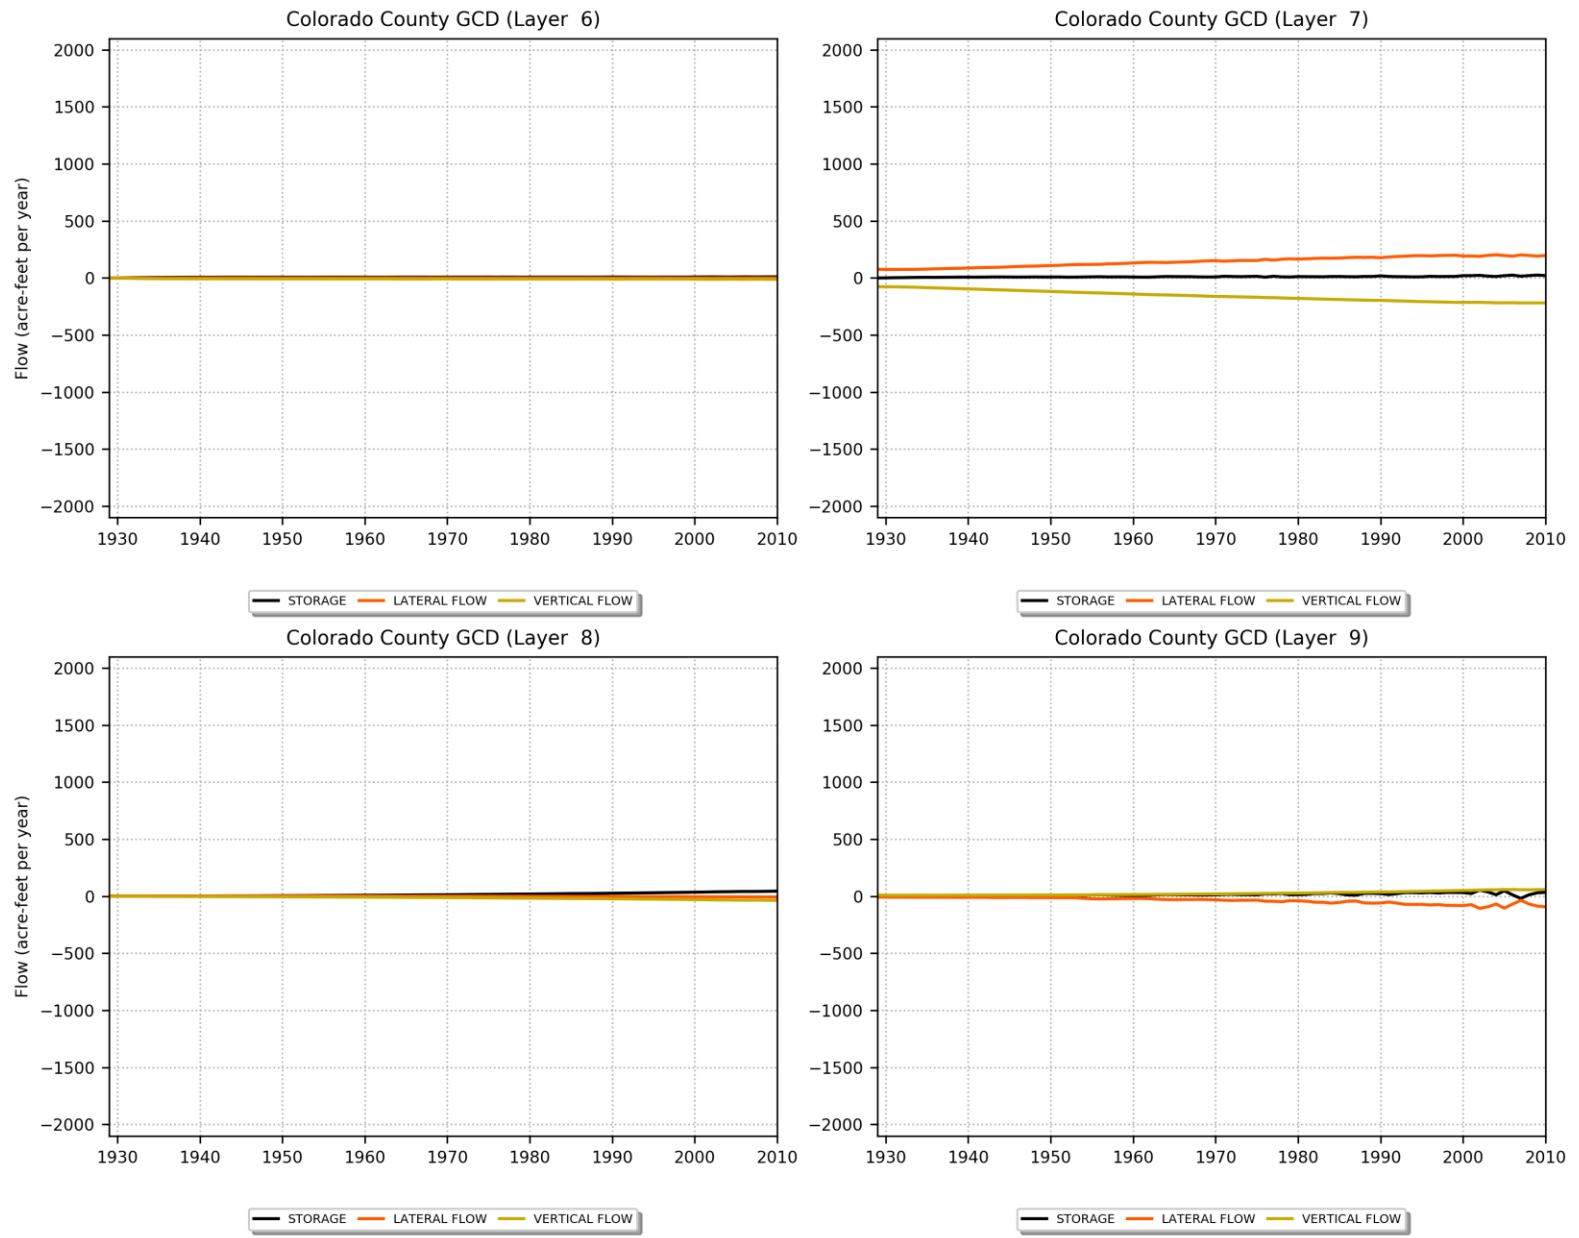 Colorado County GCD (Layer  6)
Colorado County GCD (Layer  7)
2000
1500
1000
500
0
−500
−1000
−1500
−2000
Flow (acre-feet per year)
1930 1940 1950 1960 1970 1980 1990 2000 2010
2000
1500
1000
500
0
−500
−1000
−1500
−2000
1930 1940 1950 1960 1970 1980 1990 2000 2010
STORAGE LATERAL FLOW VERTICAL FLOW
STORAGE LATERAL FLOW VERTICAL FLOW
Colorado County GCD (Layer  8)
Colorado County GCD (Layer  9)
2000
1500
1000
500
0
−500
−1000
−1500
−2000
Flow (acre-feet per year)
1930 1940 1950 1960 1970 1980 1990 2000 2010
2000
1500
1000
500
0
−500
−1000
−1500
−2000
1930 1940 1950 1960 1970 1980 1990 2000 2010
STORAGE LATERAL FLOW VERTICAL FLOW
STORAGE LATERAL FLOW VERTICAL FLOW